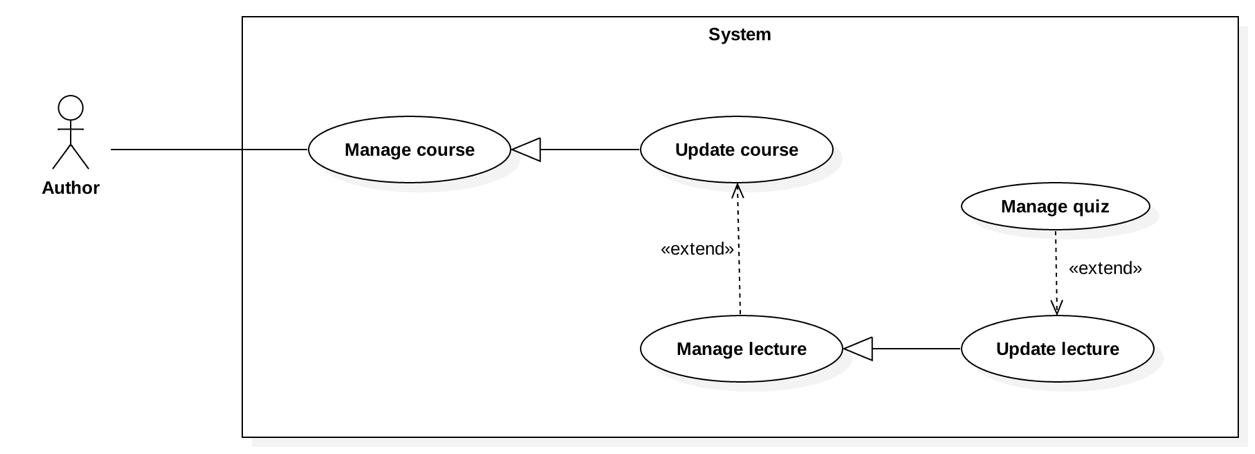 System
Author
Manage course
Update course
Manage quiz
«extend»
«extend»
Manage lecture
Update lecture